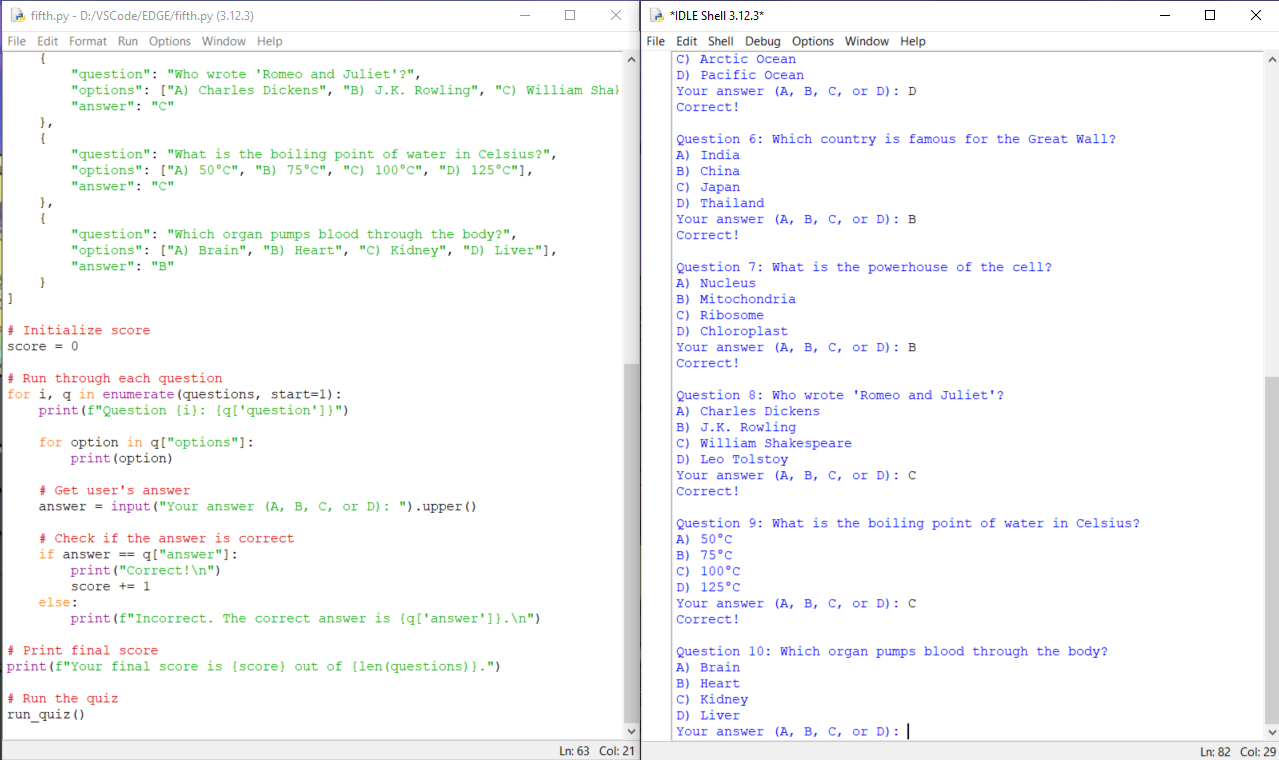 fifth.py - D:/VSCode/EDGE/fifth.py (3.12.3)
File Edit Format Run Options Window Help
    {
        "question": "Who wrote 'Romeo and Juliet'?",
        "options": ["A) Charles Dickens", "B) J.K. Rowling", "C) William Shak
        "answer": "C"
    },
    {
        "question": "What is the boiling point of water in Celsius?",
        "options": ["A) 50°C", "B) 75°C", "C) 100°C", "D) 125°C"],
        "answer": "C"
    },
    {
        "question": "Which organ pumps blood through the body?",
        "options": ["A) Brain", "B) Heart", "C) Kidney", "D) Liver"],
        "answer": "B"
    }
]
# Initialize score
score = 0
# Run through each question
for i, q in enumerate(questions, start=1):
    print(f"Question {i}: {q['question']}")
    for option in q["options"]:
        print(option)
    # Get user's answer
    answer = input("Your answer (A, B, C, or D): ").upper()
    # Check if the answer is correct
    if answer == q["answer"]:
        print("Correct!\n")
        score += 1
    else:
        print(f"Incorrect. The correct answer is {q['answer']}.\n")
# Print final score
print(f"Your final score is {score} out of {len(questions)}.")
# Run the quiz
run_quiz()
Ln: 63 Col: 21
*IDLE Shell 3.12.3*
File Edit Shell Debug Options Window Help
C) Arctic Ocean
D) Pacific Ocean
Your answer (A, B, C, or D): D
Correct!
Question 6: Which country is famous for the Great Wall?
A) India
B) China
C) Japan
D) Thailand
Your answer (A, B, C, or D): B
Correct!
Question 7: What is the powerhouse of the cell?
A) Nucleus
B) Mitochondria
C) Ribosome
D) Chloroplast
Your answer (A, B, C, or D): B
Correct!
Question 8: Who wrote 'Romeo and Juliet'?
A) Charles Dickens
B) J.K. Rowling
C) William Shakespeare
D) Leo Tolstoy
Your answer (A, B, C, or D): C
Correct!
Question 9: What is the boiling point of water in Celsius?
A) 50°C
B) 75°C
C) 100°C
D) 125°C
Your answer (A, B, C, or D): C
Correct!
Question 10: Which organ pumps blood through the body?
A) Brain
B) Heart
C) Kidney
D) Liver
Your answer (A, B, C, or D):
Ln: 82 Col: 29